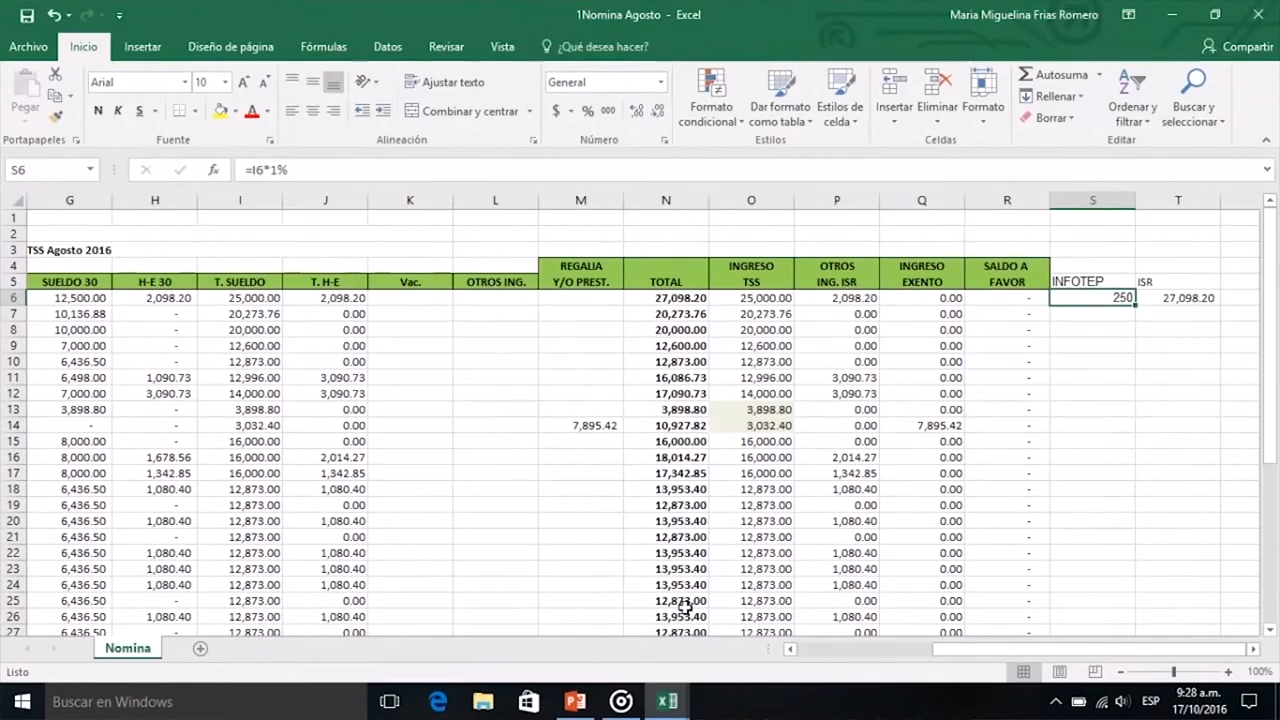 1Nomina Agosto - Excel
Maria Miguelina Frias Romero
Archivo Inicio Insertar Diseño de página Fórmulas Datos Revisar Vista ¿Qué desea hacer? Compartir
Pegar
Arial 10
General
Ajustar texto
Combinar y centrar
N K S
$ % 000
Formato condicional
Dar formato como tabla
Estilos de celda
Insertar Eliminar Formato
Autosuma
Rellenar
Borrar
Ordenar y filtrar
Buscar y seleccionar
Portapapeles Fuente Alineación Número Estilos Celdas Editar
S6 fx =I6*1%
G H I J K L M N O P Q R S T
1
2
3 TSS Agosto 2016
4 REGALIA INGRESO OTROS INGRESO SALDO A
5 SUELDO 30 H-E 30 T. SUELDO T. H-E Vac. OTROS ING. Y/O PREST. TOTAL TSS ING. ISR EXENTO FAVOR INFOTEP ISR
6 12,500.00 2,098.20 25,000.00 2,098.20 27,098.20 25,000.00 2,098.20 0.00 - 250 27,098.20
7 10,136.88 - 20,273.76 0.00 20,273.76 20,273.76 0.00 0.00 -
8 10,000.00 - 20,000.00 0.00 20,000.00 20,000.00 0.00 0.00 -
9 7,000.00 - 12,600.00 0.00 12,600.00 12,600.00 0.00 0.00 -
10 6,436.50 - 12,873.00 0.00 12,873.00 12,873.00 0.00 0.00 -
11 6,498.00 1,090.73 12,996.00 3,090.73 16,086.73 12,996.00 3,090.73 0.00 -
12 7,000.00 3,090.73 14,000.00 3,090.73 17,090.73 14,000.00 3,090.73 0.00 -
13 3,898.80 - 3,898.80 0.00 3,898.80 3,898.80 0.00 0.00 -
14 - - 3,032.40 0.00 7,895.42 10,927.82 3,032.40 0.00 7,895.42 -
15 8,000.00 - 16,000.00 0.00 16,000.00 16,000.00 0.00 0.00 -
16 8,000.00 1,678.56 16,000.00 2,014.27 18,014.27 16,000.00 2,014.27 0.00 -
17 8,000.00 1,342.85 16,000.00 1,342.85 17,342.85 16,000.00 1,342.85 0.00 -
18 6,436.50 1,080.40 12,873.00 1,080.40 13,953.40 12,873.00 1,080.40 0.00 -
19 6,436.50 - 12,873.00 0.00 12,873.00 12,873.00 0.00 0.00 -
20 6,436.50 1,080.40 12,873.00 1,080.40 13,953.40 12,873.00 1,080.40 0.00 -
21 6,436.50 - 12,873.00 0.00 12,873.00 12,873.00 0.00 0.00 -
22 6,436.50 1,080.40 12,873.00 1,080.40 13,953.40 12,873.00 1,080.40 0.00 -
23 6,436.50 1,080.40 12,873.00 1,080.40 13,953.40 12,873.00 1,080.40 0.00 -
24 6,436.50 1,080.40 12,873.00 1,080.40 13,953.40 12,873.00 1,080.40 0.00 -
25 6,436.50 - 12,873.00 0.00 12,873.00 12,873.00 0.00 0.00 -
26 6,436.50 1,080.40 12,873.00 1,080.40 13,953.40 12,873.00 1,080.40 0.00 -
27 6,436.50 - 12,873.00 0.00 12,873.00 12,873.00 0.00 0.00 -
Nomina
Listo 100%
Buscar en Windows
ESP
9:28 a.m.
17/10/2016